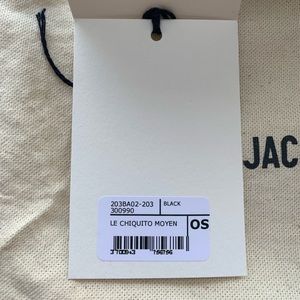 203BA02-203
300990
BLACK
LE CHIQUITO MOYEN
OS
JAC